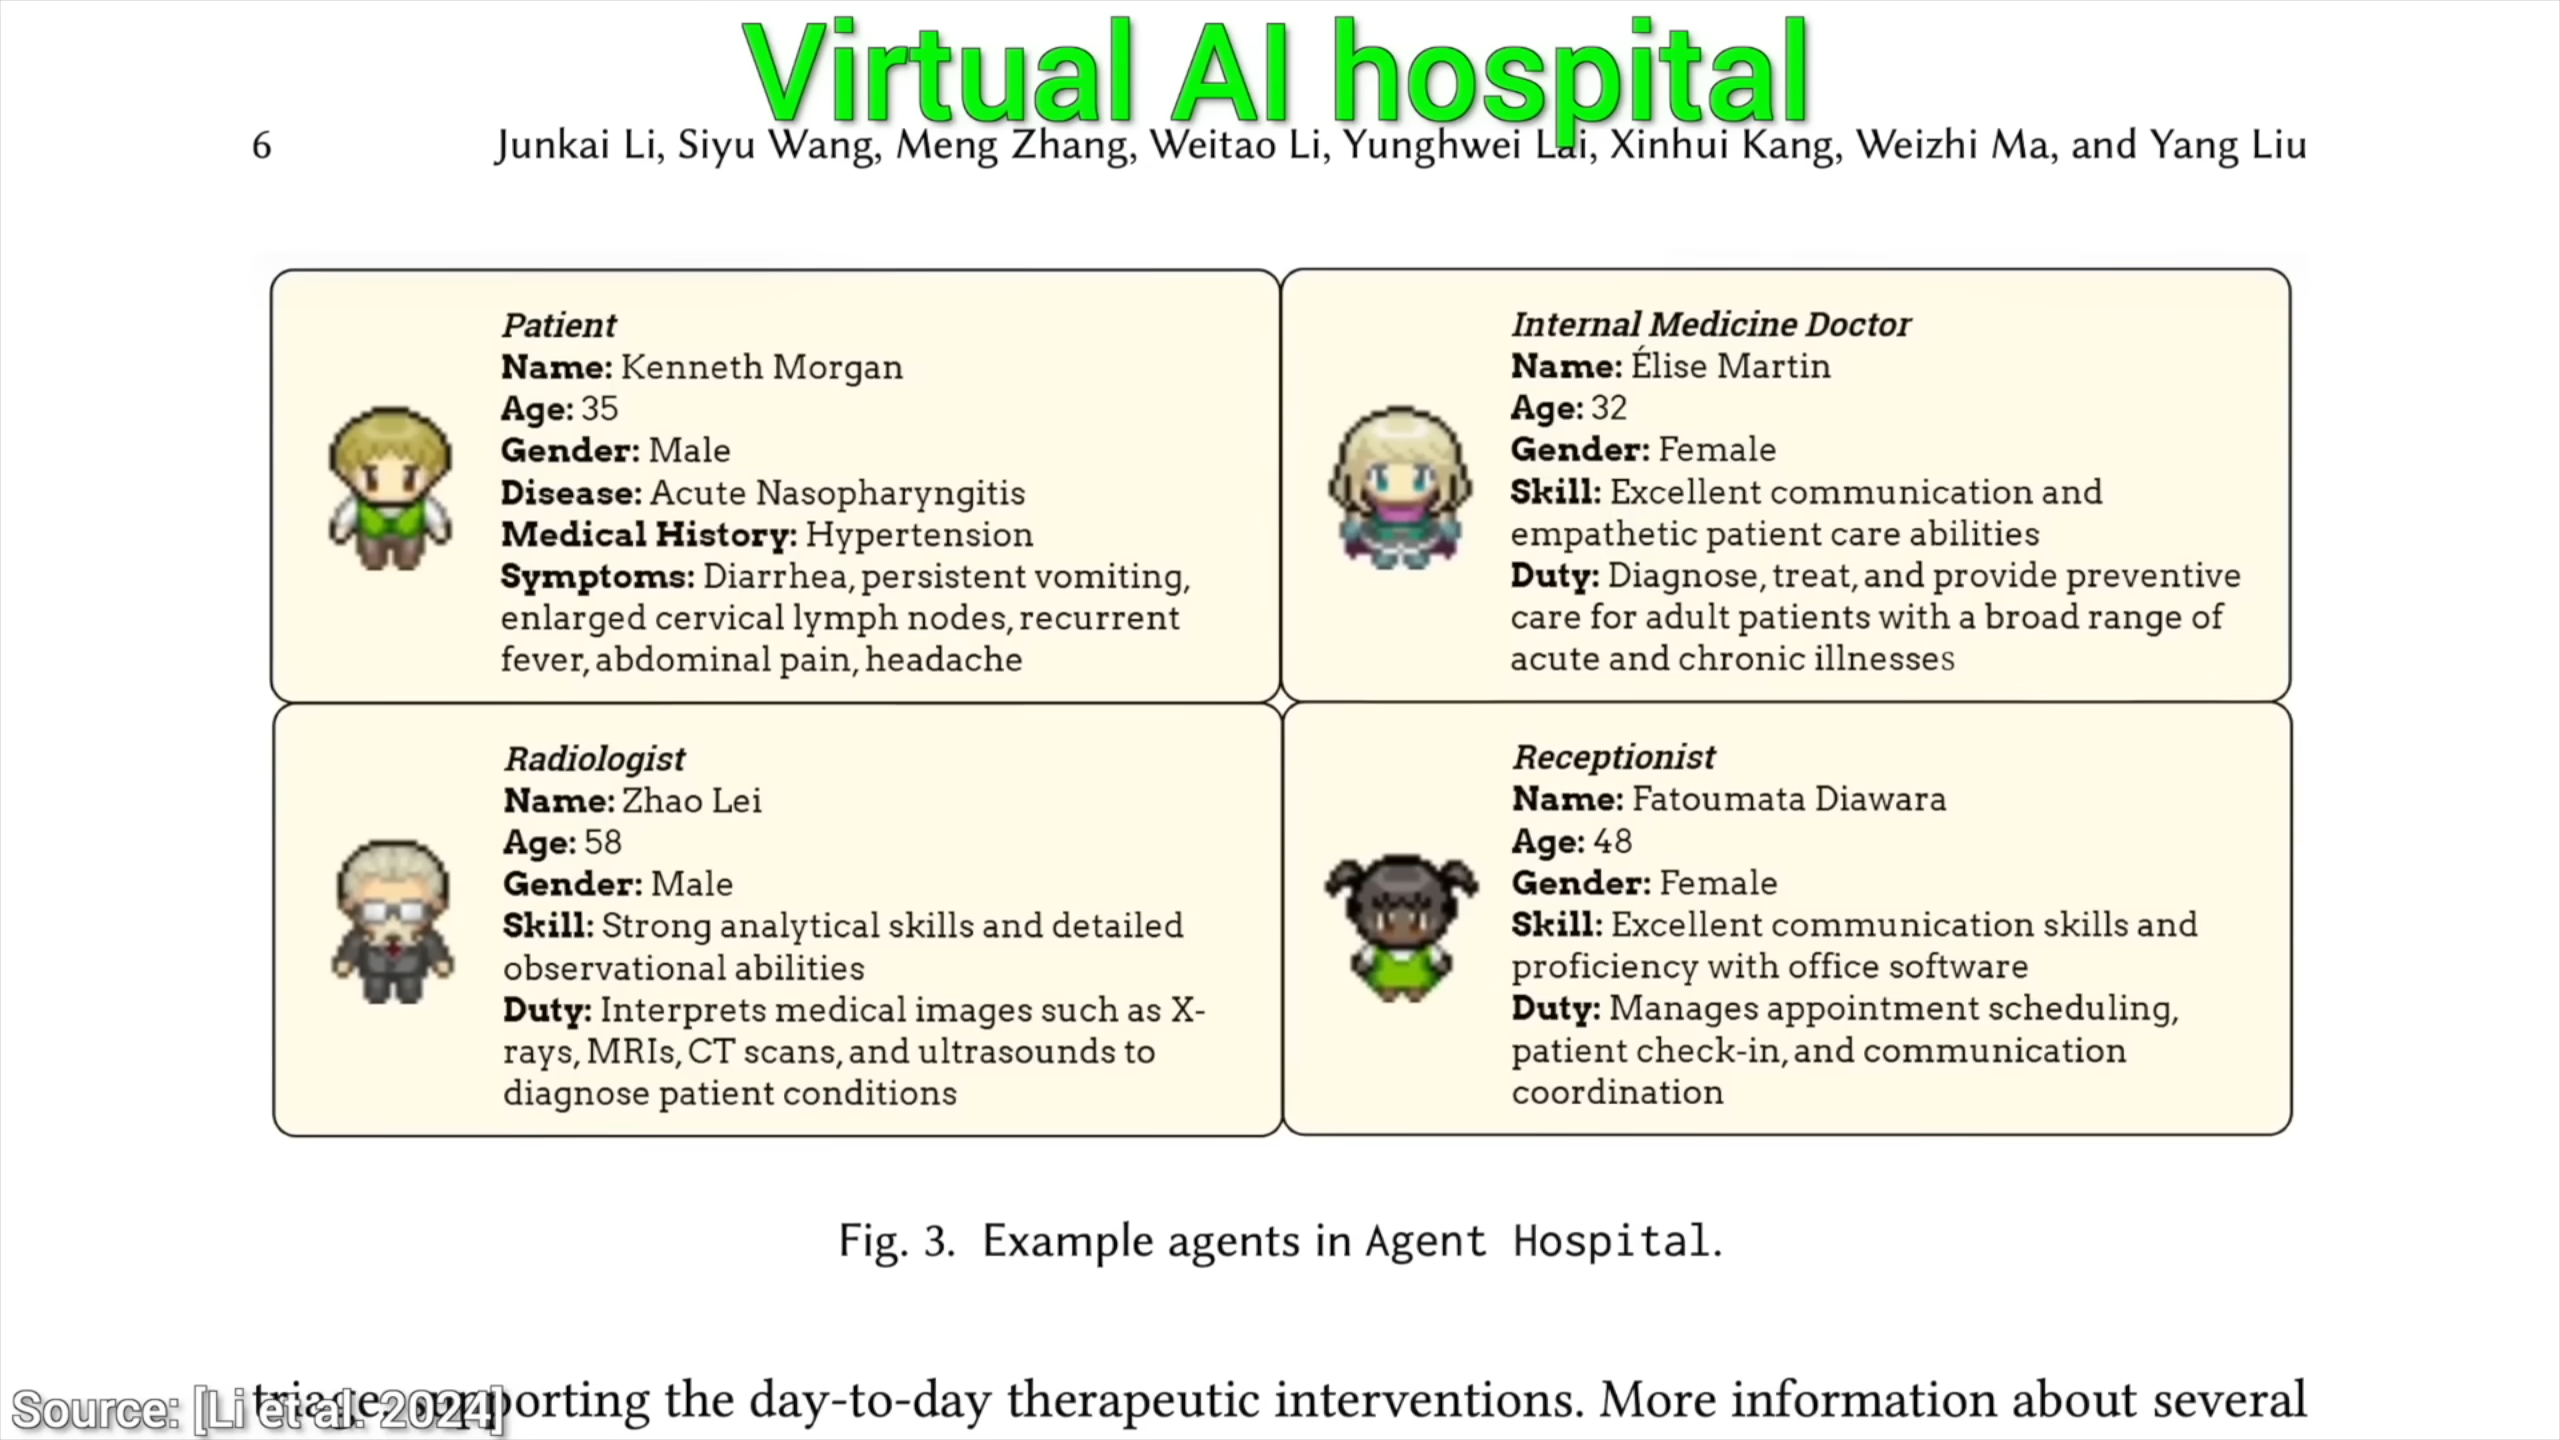 Virtual AI hospital
6 Junkai Li, Siyu Wang, Meng Zhang, Weitao Li, Yunghwei Lai, Xinhui Kang, Weizhi Ma, and Yang Liu
Patient
Name: Kenneth Morgan
Age: 35
Gender: Male
Disease: Acute Nasopharyngitis
Medical History: Hypertension
Symptoms: Diarrhea, persistent vomiting,
enlarged cervical lymph nodes, recurrent
fever, abdominal pain, headache
Internal Medicine Doctor
Name: Élise Martin
Age: 32
Gender: Female
Skill: Excellent communication and
empathetic patient care abilities
Duty: Diagnose, treat, and provide preventive
care for adult patients with a broad range of
acute and chronic illnesses
Radiologist
Name: Zhao Lei
Age: 58
Gender: Male
Skill: Strong analytical skills and detailed
observational abilities
Duty: Interprets medical images such as X-
rays, MRIs, CT scans, and ultrasounds to
diagnose patient conditions
Receptionist
Name: Fatoumata Diawara
Age: 48
Gender: Female
Skill: Excellent communication skills and
proficiency with office software
Duty: Manages appointment scheduling,
patient check-in, and communication
coordination
Fig. 3. Example agents in Agent Hospital.
triage, supporting the day-to-day therapeutic interventions. More information about several
Source: [Li et al. 2024]